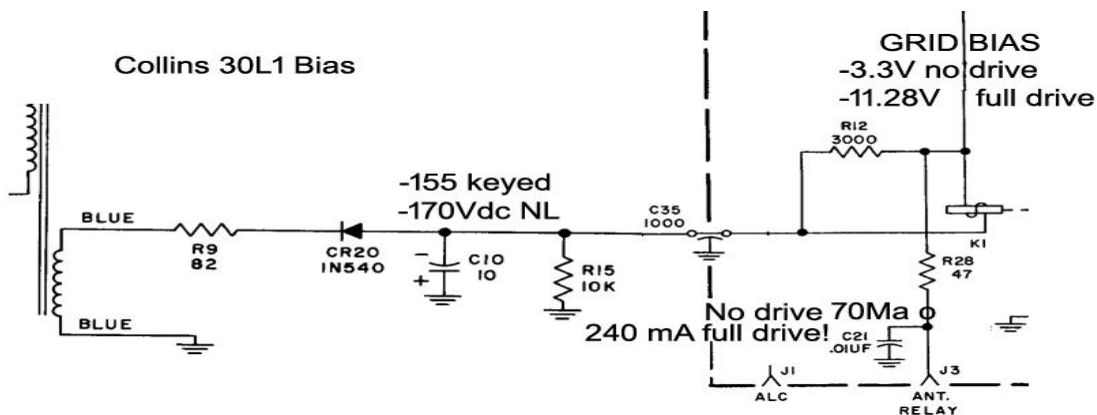 Collins 30L1 Bias
GRID BIAS
-3.3V no drive
-11.28V full drive
R12
3000
-155 keyed
-170Vdc NL
BLUE
R9
82
CR20
1N540
C10
10
R15
10K
C35
1000
K1
R28
47
BLUE
No drive 70Ma o
240 mA full drive!
C21
.01UF
J1
ALC
J3
ANT.
RELAY